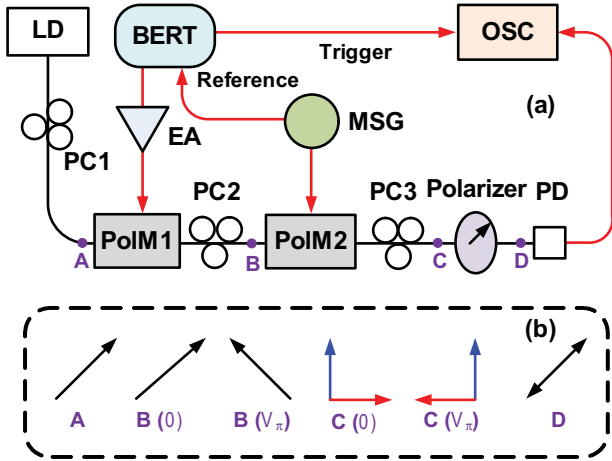 LD
BERT
OSC
Trigger
Reference
(a)
EA
MSG
PC1
PC2
PC3
Polarizer
PD
PolM1
PolM2
A
B
C
D
(b)
A
B (0)
B (Vπ)
C (0)
C (Vπ)
D